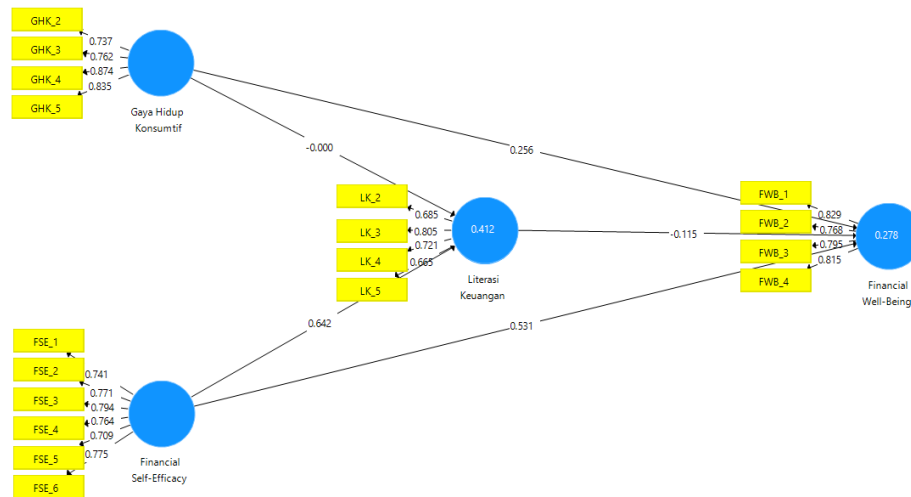 GHK_2
GHK_3
GHK_4
GHK_5
0.737
0.762
0.874
0.835
Gaya Hidup
Konsumtif
-0.000
0.256
LK_2
LK_3
LK_4
LK_5
0.685
0.805
0.721
0.665
0.412
Literasi
Keuangan
-0.115
FWB_1
FWB_2
FWB_3
FWB_4
0.829
0.768
0.795
0.815
0.278
Financial
Well-Being
0.642
0.531
FSE_1
FSE_2
FSE_3
FSE_4
FSE_5
FSE_6
0.741
0.771
0.794
0.764
0.709
0.775
Financial
Self-Efficacy